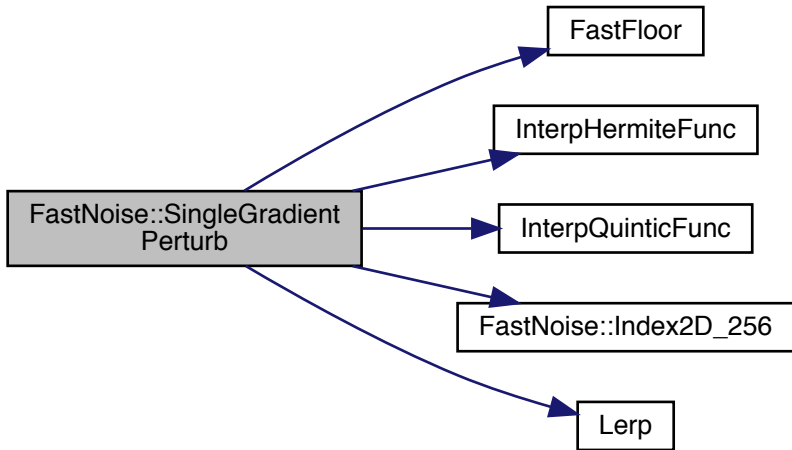 FastFloor
InterpHermiteFunc
FastNoise::SingleGradient
Perturb
InterpQuinticFunc
FastNoise::Index2D_256
Lerp